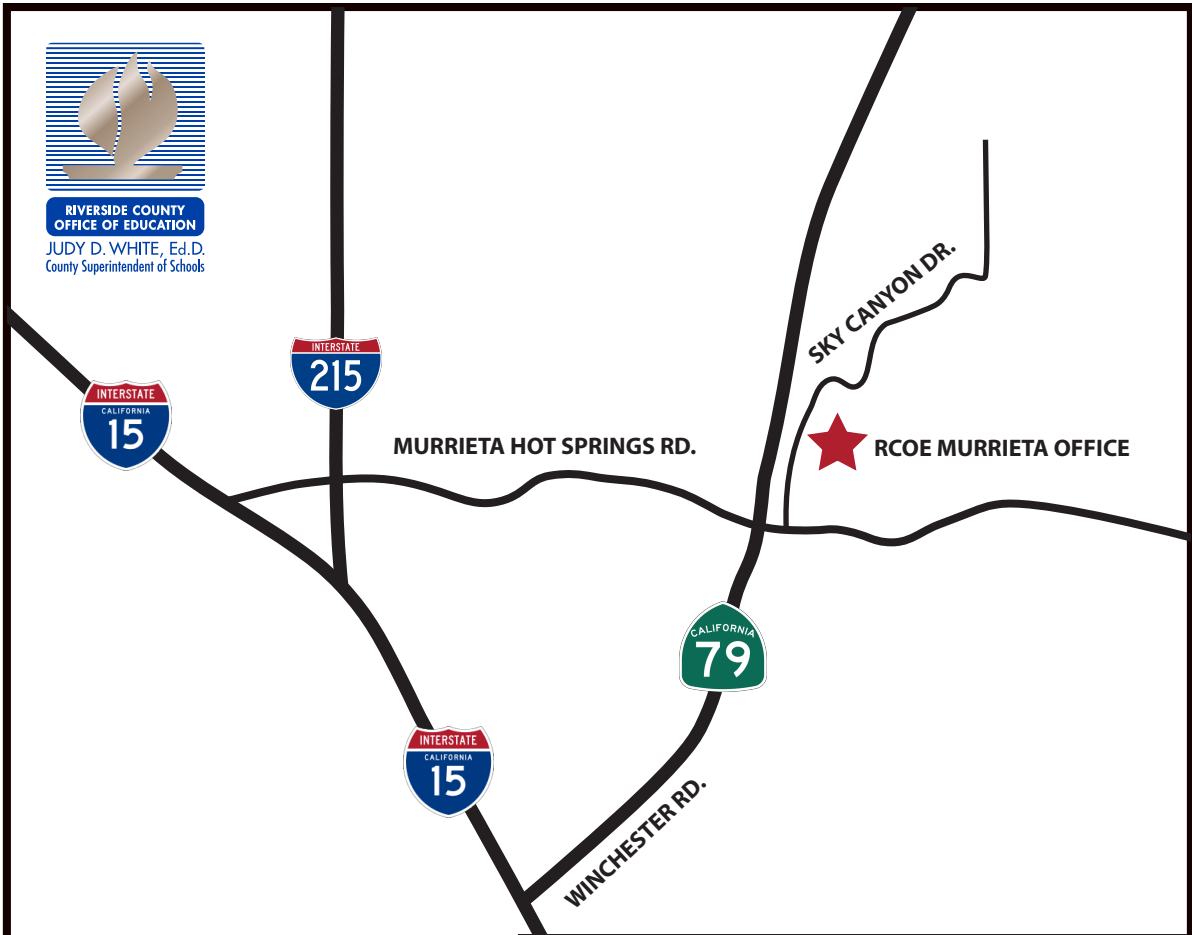 RIVERSIDE COUNTY
OFFICE OF EDUCATION
JUDY D. WHITE, Ed.D.
County Superintendent of Schools
SKY CANYON DR.
INTERSTATE
215
INTERSTATE
CALIFORNIA
15
MURRIETA HOT SPRINGS RD.
RCOE MURRIETA OFFICE
CALIFORNIA
79
INTERSTATE
CALIFORNIA
15
WINCHESTER RD.